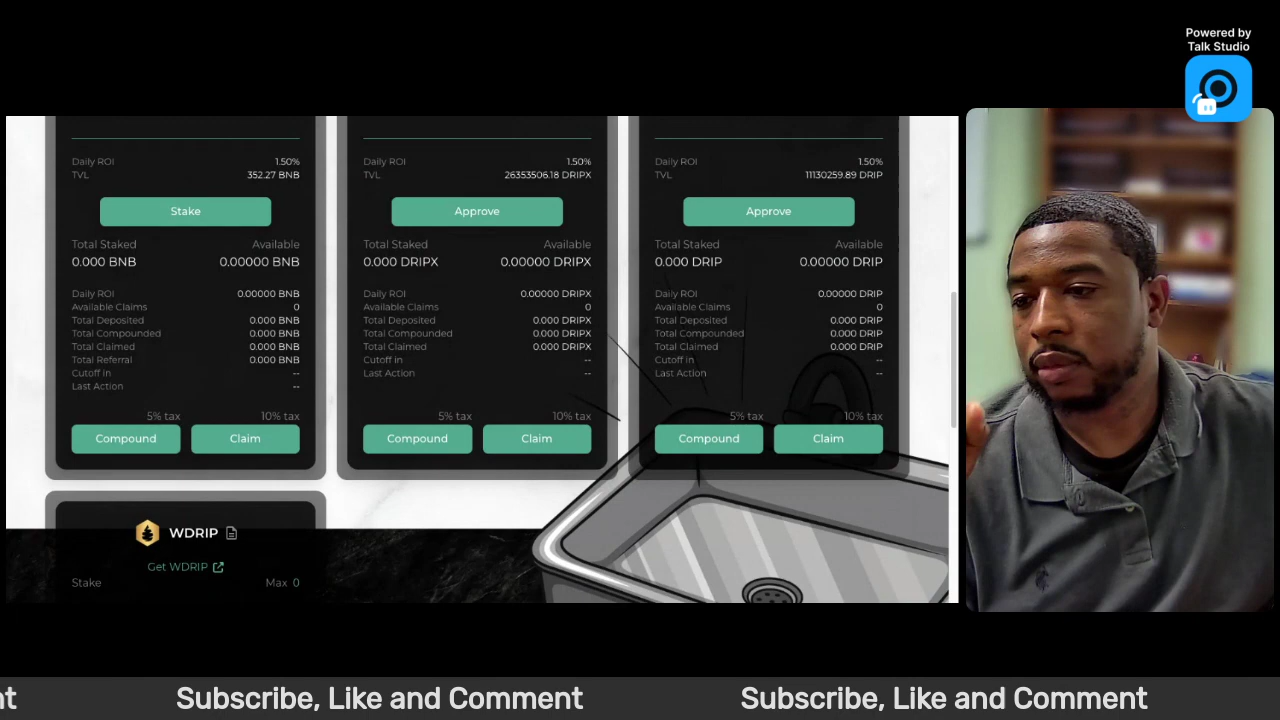 Powered by
Talk Studio
Daily ROI 1.50%
TVL 352.27 BNB
Stake
Total Staked Available
0.000 BNB 0.00000 BNB
Daily ROI 0.00000 BNB
Available Claims 0
Total Deposited 0.000 BNB
Total Compounded 0.000 BNB
Total Claimed 0.000 BNB
Total Referral 0.000 BNB
Cutoff in --
Last Action --
5% tax 10% tax
Compound Claim
Daily ROI 1.50%
TVL 26353506.18 DRIPX
Approve
Total Staked Available
0.000 DRIPX 0.00000 DRIPX
Daily ROI 0.00000 DRIPX
Available Claims 0
Total Deposited 0.000 DRIPX
Total Compounded 0.000 DRIPX
Total Claimed 0.000 DRIPX
Cutoff in --
Last Action --
5% tax 10% tax
Compound Claim
Daily ROI 1.50%
TVL 11130259.89 DRIP
Approve
Total Staked Available
0.000 DRIP 0.00000 DRIP
Daily ROI 0.00000 DRIP
Available Claims 0
Total Deposited 0.000 DRIP
Total Compounded 0.000 DRIP
Total Claimed 0.000 DRIP
Cutoff in --
Last Action --
5% tax 10% tax
Compound Claim
WDRIP
Get WDRIP
Stake Max 0
nt Subscribe, Like and Comment Subscribe, Like and Comment